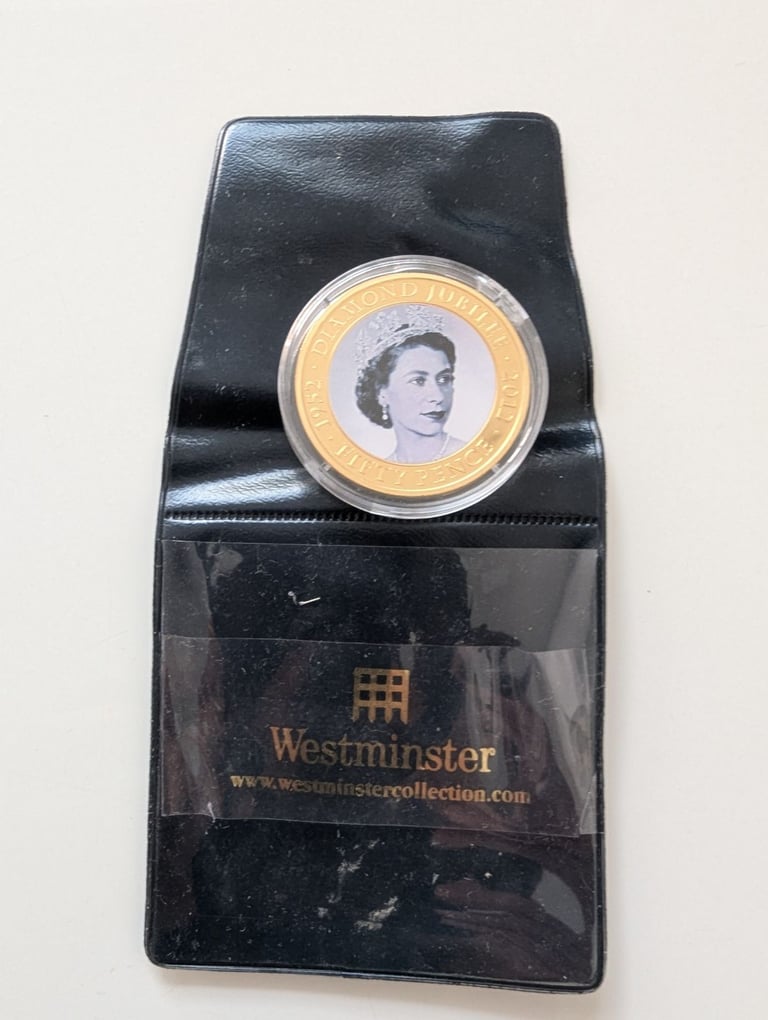 1952 · DIAMOND JUBILEE · 2012
· FIFTY PENCE ·
Westminster
www.westminstercollection.com